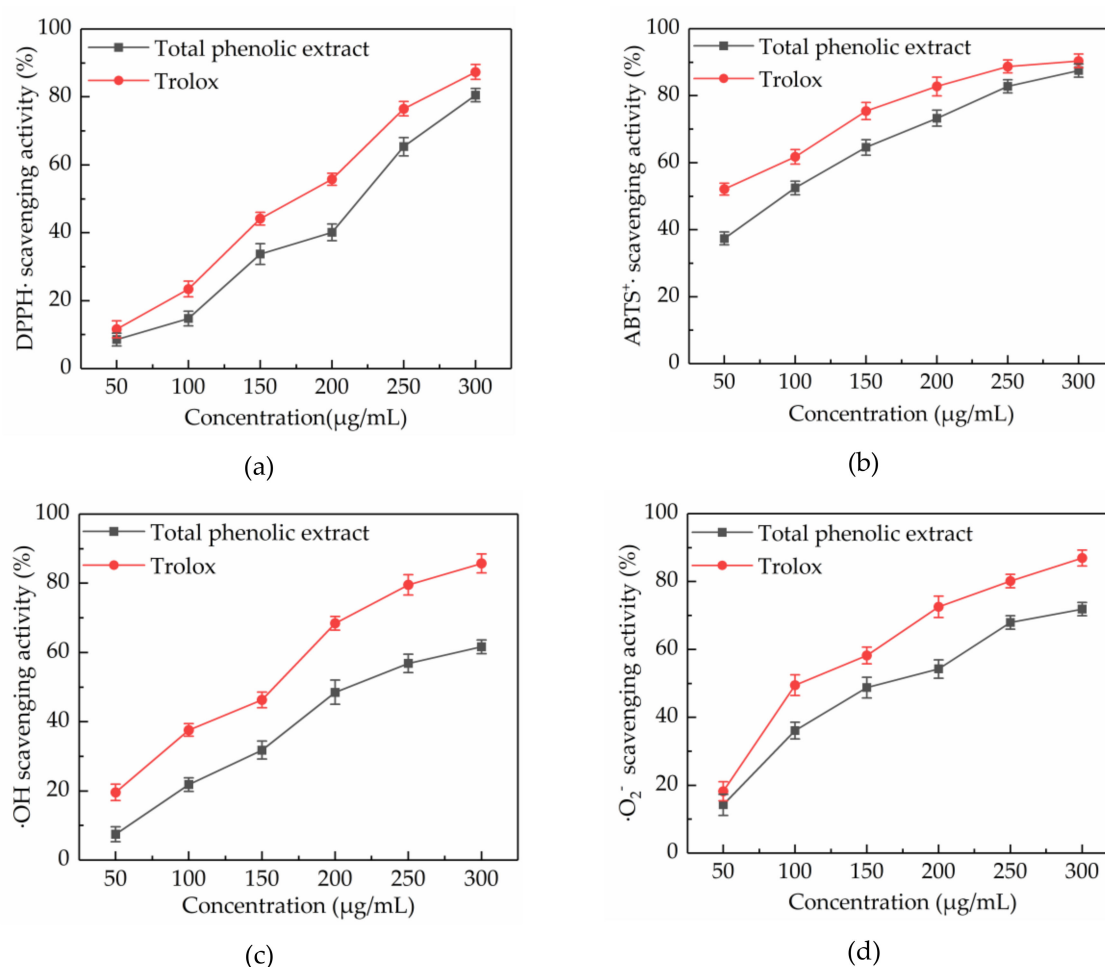 100
80
60
40
20
0
DPPH· scavenging activity (%)
Total phenolic extract
Trolox
50 100 150 200 250 300
Concentration(µg/mL)
(a)
100
80
60
40
20
0
ABTS⁺· scavenging activity (%)
Total phenolic extract
Trolox
50 100 150 200 250 300
Concentration (µg/mL)
(b)
100
80
60
40
20
0
·OH scavenging activity (%)
Total phenolic extract
Trolox
50 100 150 200 250 300
Concentration (µg/mL)
(c)
100
80
60
40
20
0
·O₂⁻ scavenging activity (%)
Total phenolic extract
Trolox
50 100 150 200 250 300
Concentration (µg/mL)
(d)